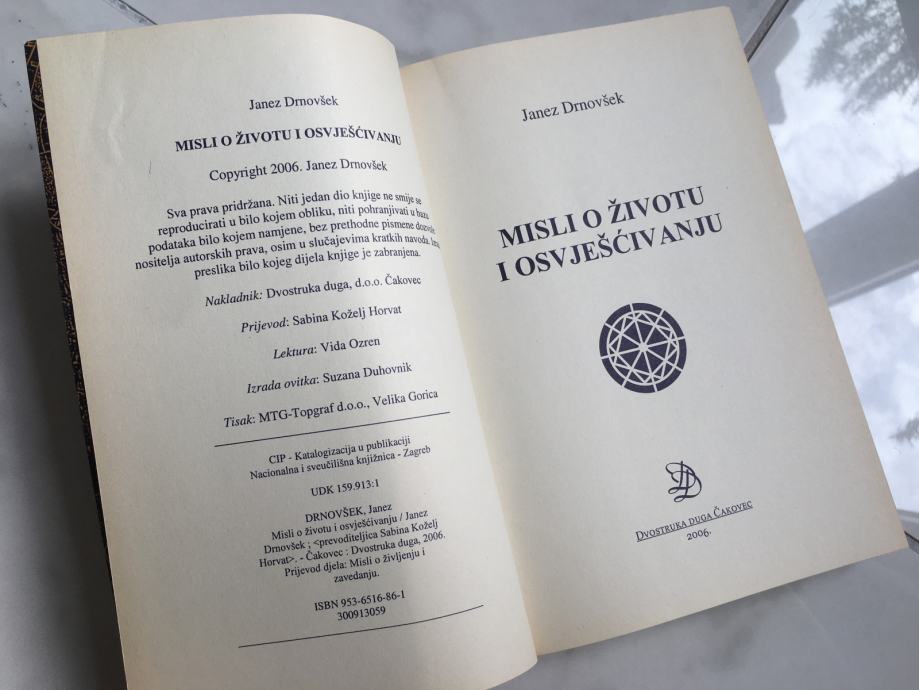 Janez Drnovšek
MISLI O ŽIVOTU I OSVJEŠĆIVANJU
Copyright 2006. Janez Drnovšek
Sva prava pridržana. Niti jedan dio knjige ne smije se
reproducirati u bilo kojem obliku, niti pohranjivati u bazu
podataka bilo kojem namjene, bez prethodne pismene dozvole
nositelja autorskih prava, osim u slučajevima kratkih navoda.
preslika bilo kojeg dijela knjige je zabranjena.
Nakladnik: Dvostruka duga, d.o.o. Čakovec
Prijevod: Sabina Koželj Horvat
Lektura: Vida Ozren
Izrada ovitka: Suzana Duhovnik
Tisak: MTG-Topgraf d.o.o., Velika Gorica
CIP - Katalogizacija u publikaciji
Nacionalna i sveučilišna knjižnica - Zagreb
UDK 159.913:1
DRNOVŠEK, Janez
Misli o životu i osvješćivanju / Janez
Drnovšek ; <prevoditeljica Sabina Koželj
Horvat>. - Čakovec : Dvostruka duga, 2006.
Prijevod djela: Misli o življenju i
zavedanju.
ISBN 953-6516-86-1
300913059
Janez Drnovšek
MISLI O ŽIVOTU
I OSVJEŠĆIVANJU
DD
DVOSTRUKA DUGA ČAKOVEC
2006.